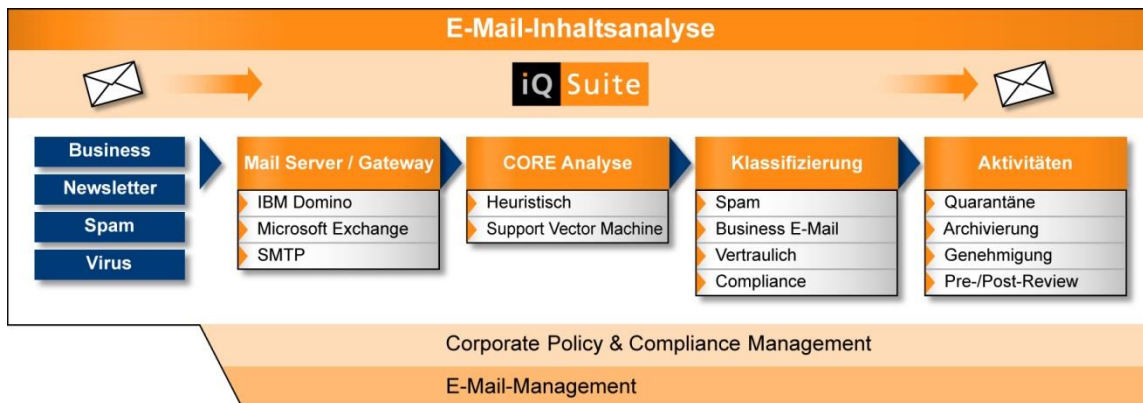 E-Mail-Inhaltsanalyse
iQ Suite
Business
Newsletter
Spam
Virus
Mail Server / Gateway
IBM Domino
Microsoft Exchange
SMTP
CORE Analyse
Heuristisch
Support Vector Machine
Klassifizierung
Spam
Business E-Mail
Vertraulich
Compliance
Aktivitäten
Quarantäne
Archivierung
Genehmigung
Pre-/Post-Review
Corporate Policy & Compliance Management
E-Mail-Management